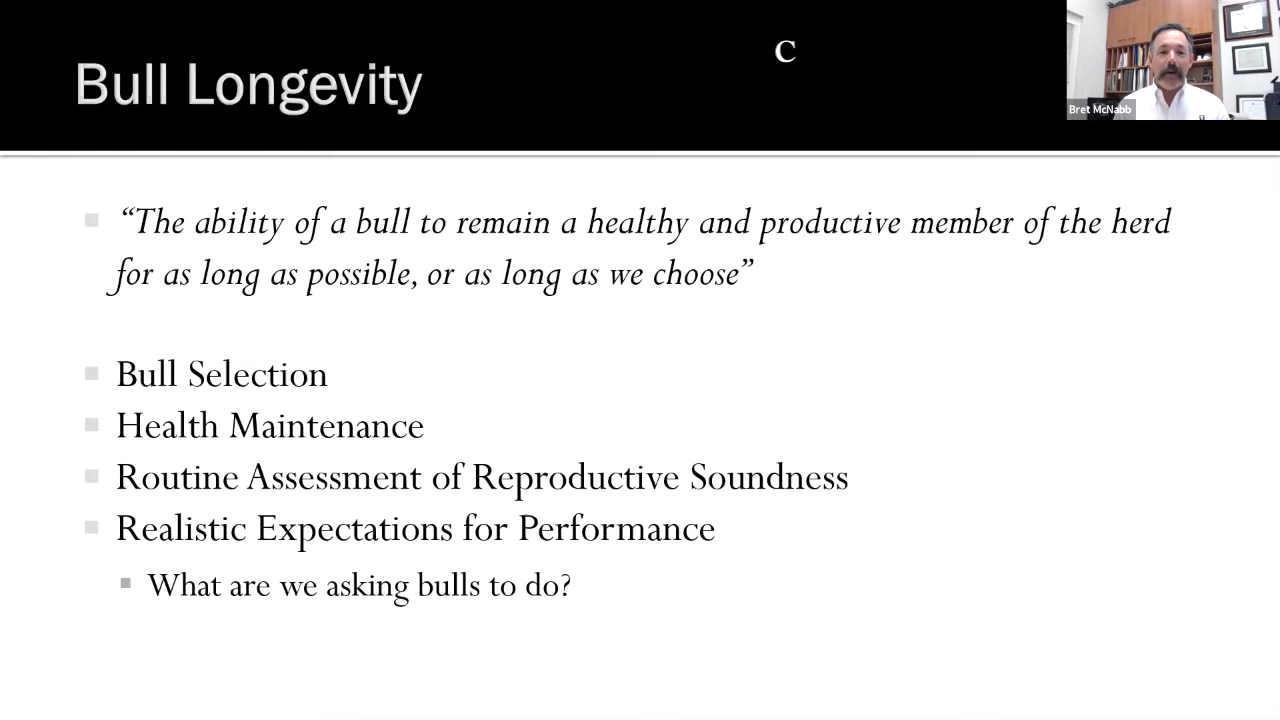 C
Bull Longevity
Bret McNabb
“The ability of a bull to remain a healthy and productive member of the herd
for as long as possible, or as long as we choose”
Bull Selection
Health Maintenance
Routine Assessment of Reproductive Soundness
Realistic Expectations for Performance
What are we asking bulls to do?